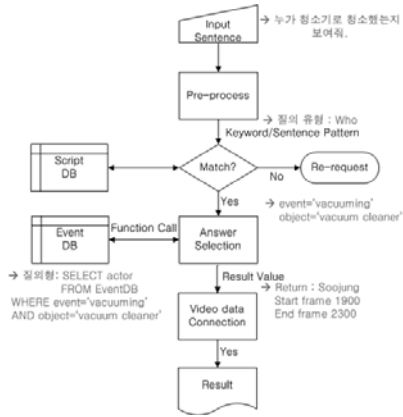 Input
Sentence
→ 누가 청소기로 청소했는지
보여줘.
Pre-process
→ 질의 유형 : Who
Keyword/Sentence Pattern
Script
DB
Match?
No
Re-request
Yes
→ event='vacuuming'
object='vacuum cleaner'
Event
DB
Function Call
Answer
Selection
→ 질의형: SELECT actor
FROM EventDB
WHERE event='vacuuming'
AND object='vacuum cleaner'
Result Value
→ Return : Soojung
Start frame 1900
End frame 2300
Video data
Connection
Yes
Result